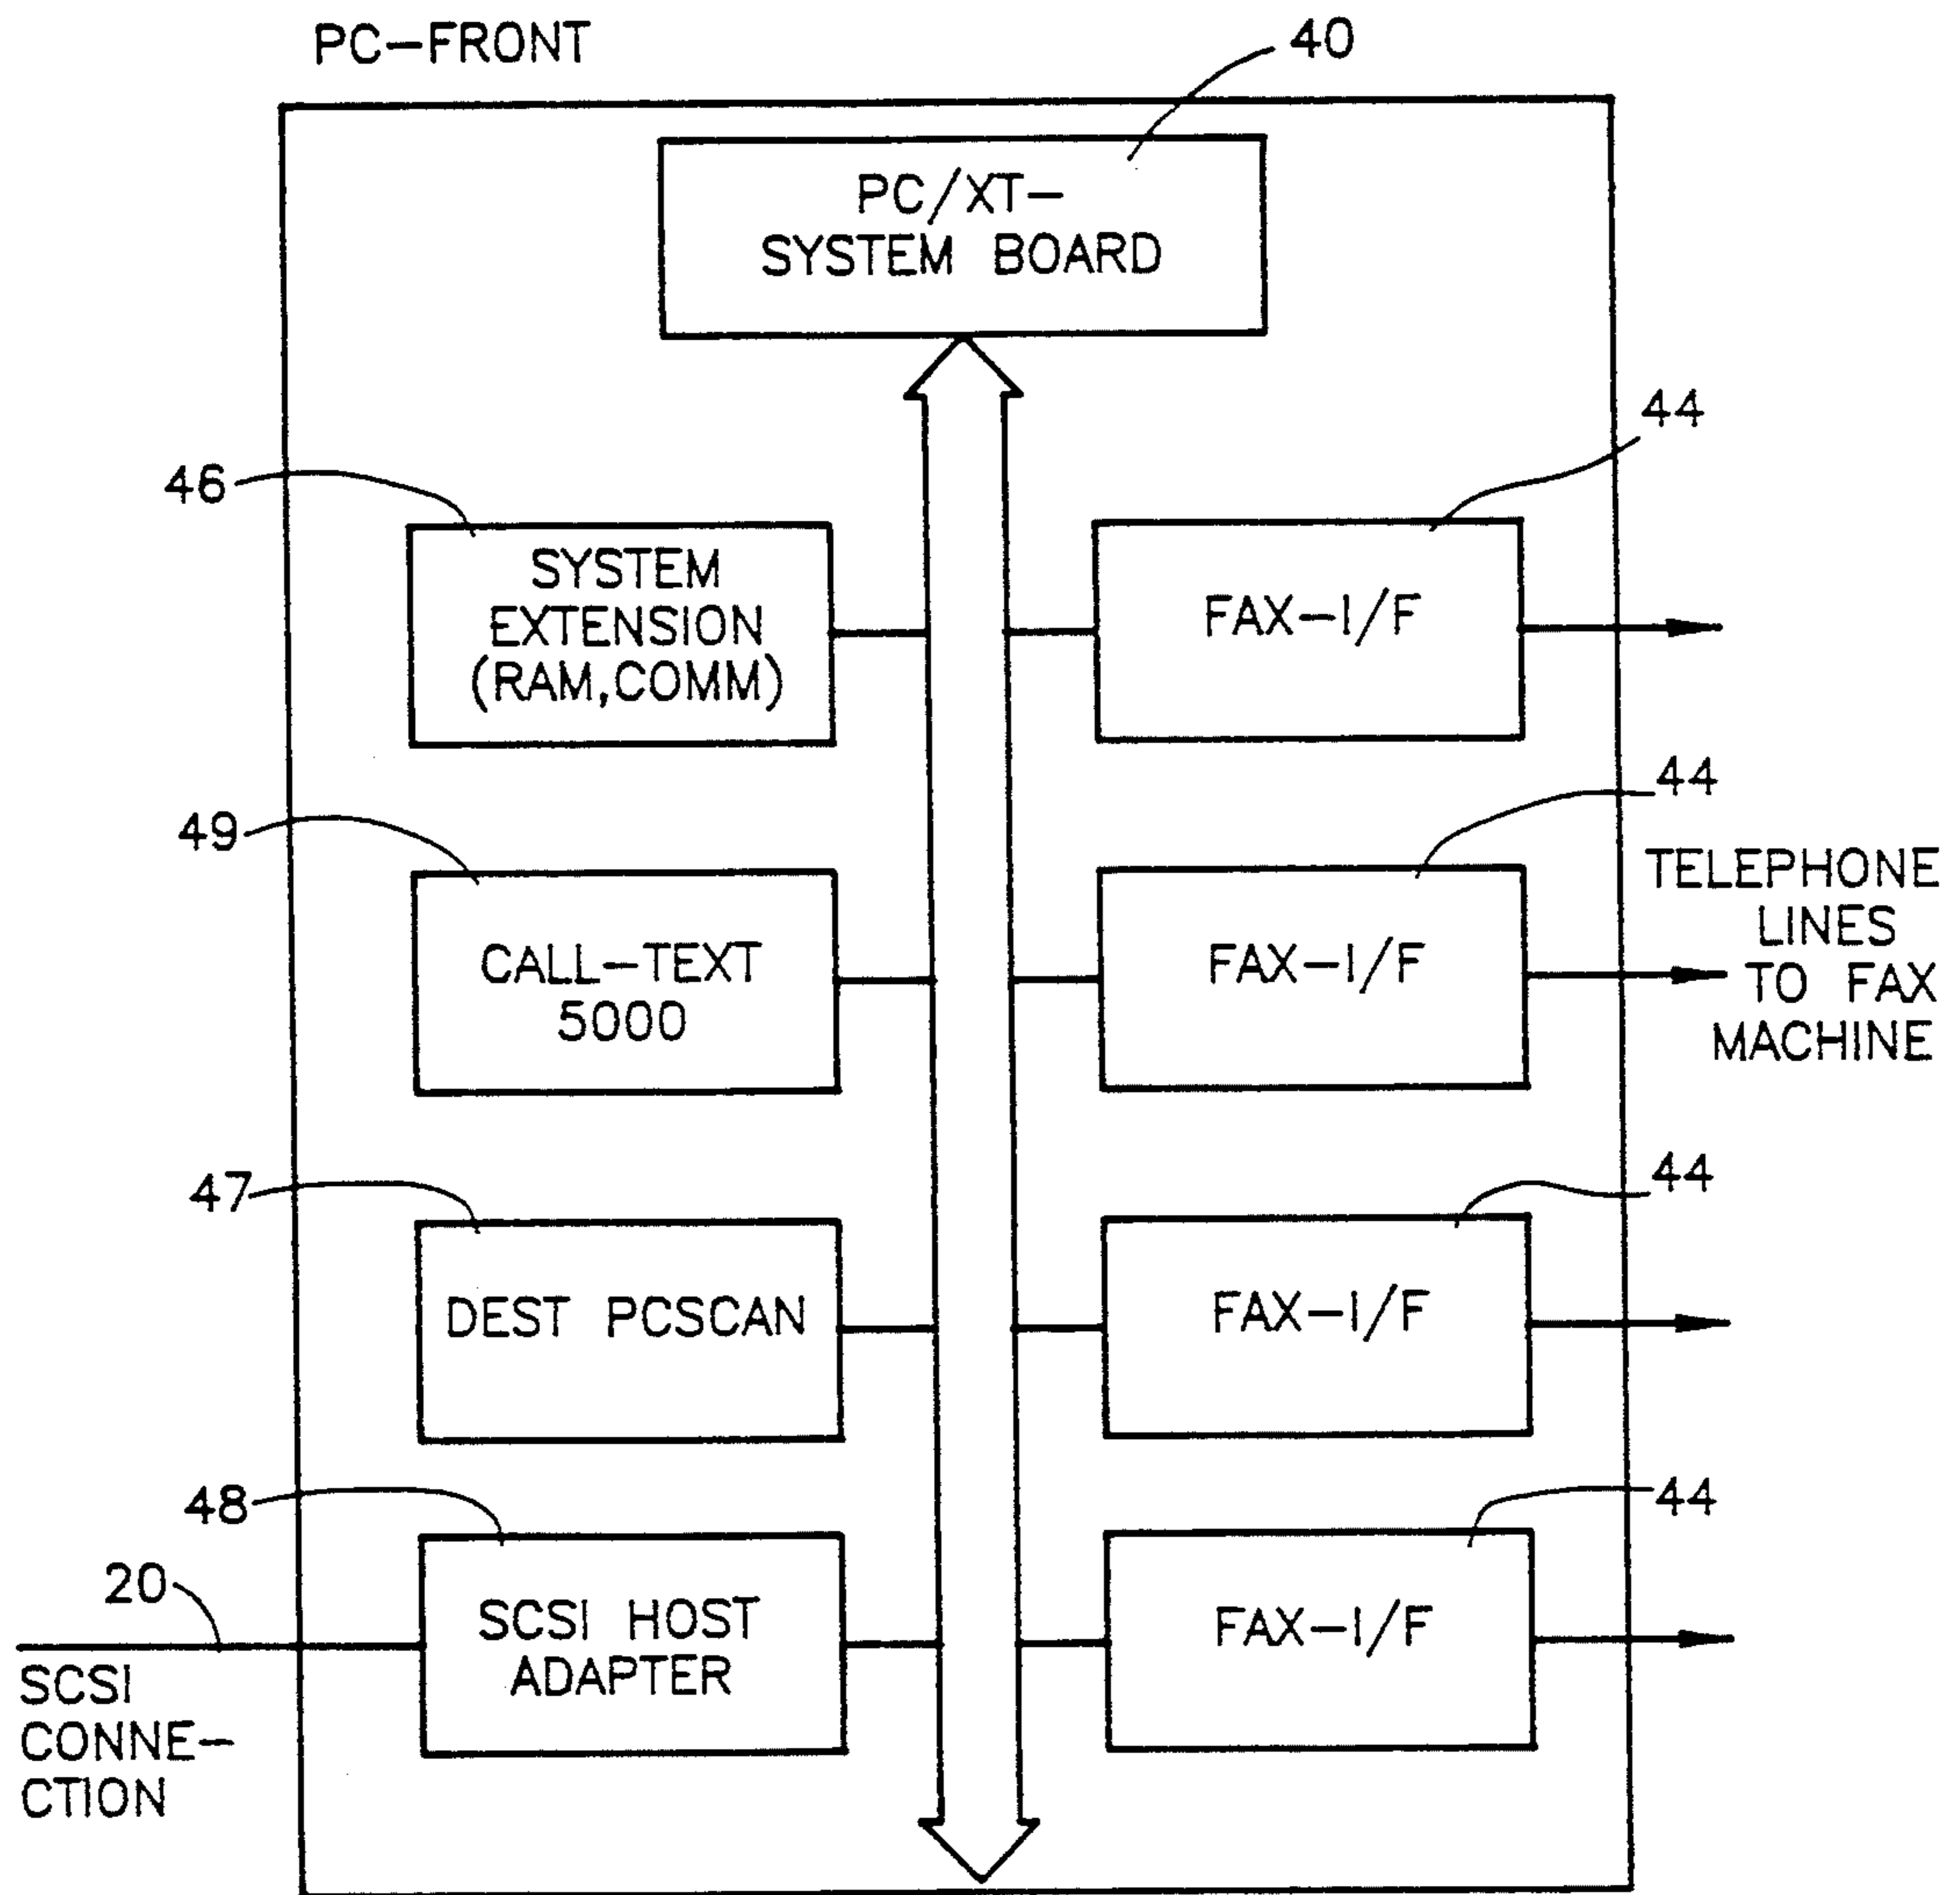 PC-FRONT
40
PC/XT-
SYSTEM BOARD
44
46
SYSTEM
EXTENSION
(RAM,COMM)
FAX-I/F
44
49
CALL-TEXT
5000
FAX-I/F
TELEPHONE
LINES
TO FAX
MACHINE
44
47
DEST PCSCAN
FAX-I/F
44
48
20
SCSI HOST
ADAPTER
FAX-I/F
SCSI
CONNE-
CTION